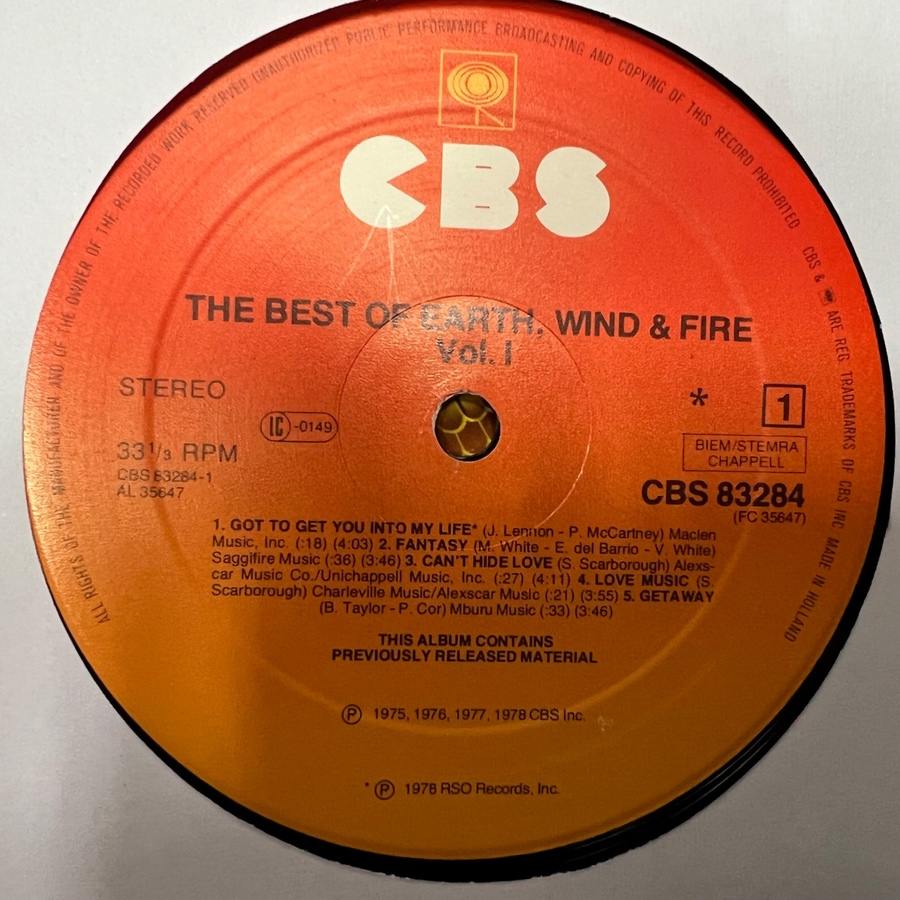 ALL RIGHTS OF THE MANUFACTURER AND OF THE OWNER OF THE RECORDED WORK RESERVED UNAUTHORIZED PUBLIC PERFORMANCE BROADCASTING AND COPYING OF THIS RECORD PROHIBITED CBS & ARE REG. TRADEMARKS OF CBS INC MADE IN HOLLAND
CBS
THE BEST OF EARTH, WIND & FIRE
Vol. I
STEREO
IC -0149
* 1
33 1/3 RPM
CBS 83284-1
AL 35647
BIEM/STEMRA
CHAPPELL
CBS 83284
(FC 35647)
1. GOT TO GET YOU INTO MY LIFE* (J. Lennon - P. McCartney) Maclen
Music, Inc. (:18) (4:03) 2. FANTASY (M. White - E. del Barrio - V. White)
Saggifire Music (:36) (3:46) 3. CAN'T HIDE LOVE (S. Scarborough) Alexs-
car Music Co./Unichappell Music, Inc. (:27) (4:11) 4. LOVE MUSIC (S.
Scarborough) Charleville Music/Alexscar Music (:21) (3:55) 5. GETAWAY
(B. Taylor - P. Cor) Mburu Music (:33) (3:46)
THIS ALBUM CONTAINS
PREVIOUSLY RELEASED MATERIAL
Ⓟ 1975, 1976, 1977, 1978 CBS Inc.
* Ⓟ 1978 RSO Records, Inc.